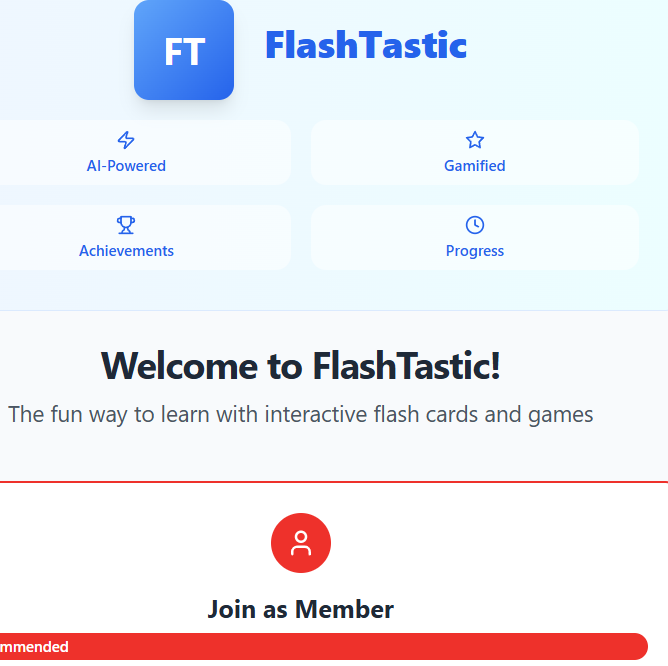 FT
FlashTastic
AI-Powered
Gamified
Achievements
Progress
Welcome to FlashTastic!
The fun way to learn with interactive flash cards and games
Join as Member
mmended